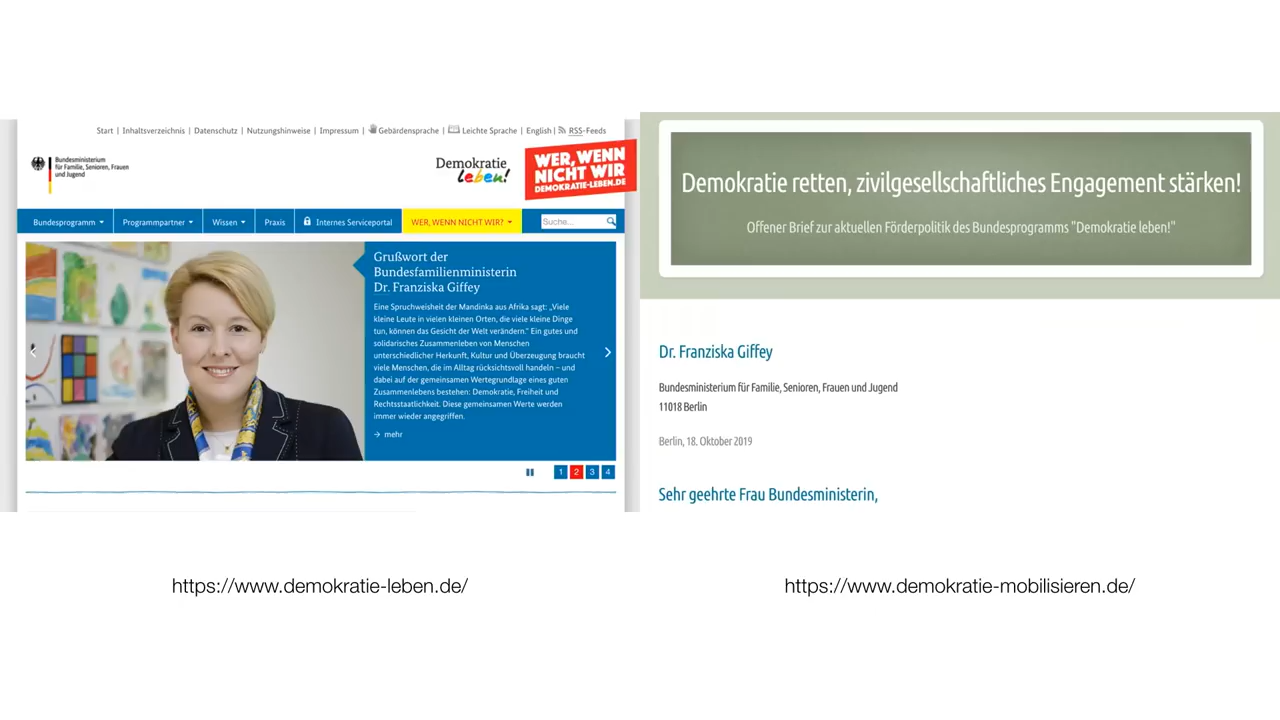 Start | Inhaltsverzeichnis | Datenschutz | Nutzungshinweise | Impressum | Gebärdensprache | Leichte Sprache | English | RSS-Feeds
Bundesministerium
für Familie, Senioren, Frauen
und Jugend
Demokratie
leben!
WER, WENN
NICHT WIR
DEMOKRATIE-LEBEN.DE
Bundesprogramm Programmpartner Wissen Praxis Internes Serviceportal WER, WENN NICHT WIR? Suche...
Grußwort der
Bundesfamilienministerin
Dr. Franziska Giffey
Eine Spruchweisheit der Mandinka aus Afrika sagt: „Viele
kleine Leute in vielen kleinen Orten, die viele kleine Dinge
tun, können das Gesicht der Welt verändern.“ Ein gutes und
solidarisches Zusammenleben von Menschen
unterschiedlicher Herkunft, Kultur und Überzeugung braucht
viele Menschen, die im Alltag rücksichtsvoll handeln – und
dabei auf der gemeinsamen Wertegrundlage eines guten
Zusammenlebens bestehen: Demokratie, Freiheit und
Rechtsstaatlichkeit. Diese gemeinsamen Werte werden
immer wieder angegriffen.
→ mehr
1 2 3 4
https://www.demokratie-leben.de/
Demokratie retten, zivilgesellschaftliches Engagement stärken!
Offener Brief zur aktuellen Förderpolitik des Bundesprogramms "Demokratie leben!"
Dr. Franziska Giffey
Bundesministerium für Familie, Senioren, Frauen und Jugend
11018 Berlin
Berlin, 18. Oktober 2019
Sehr geehrte Frau Bundesministerin,
https://www.demokratie-mobilisieren.de/